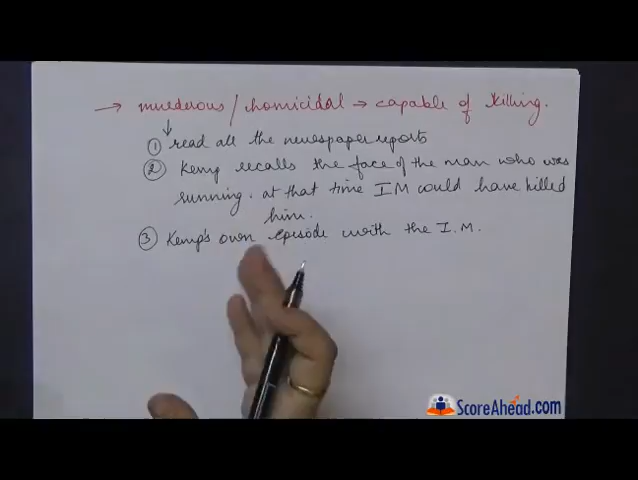 → murderous / homicidal → capable of killing.
① read all the newspaper reports
② Kemp recalls the face of the man who was
running. at that time IM could have killed
him.
③ Kemp's own episode with the I.M.
ScoreAhead.com